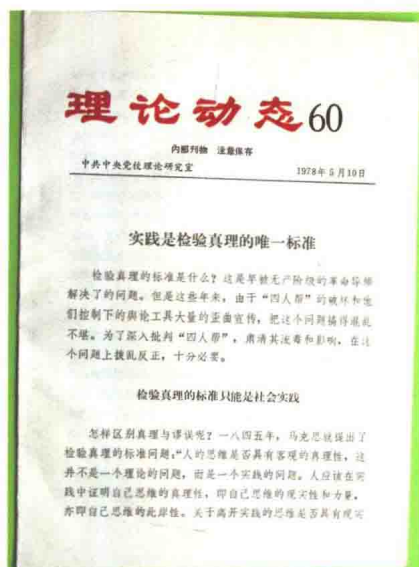 理论动态60
内部刊物 注意保存
中共中央党校理论研究室 1978年5月10日
实践是检验真理的唯一标准
检验真理的标准是什么？这是早被无产阶级的革命导师
解决了的问题。但是这些年来，由于“四人帮”的破坏和他
们控制下的舆论工具大量的歪曲宣传，把这个问题搞得混乱
不堪。为了深入批判“四人帮”，肃清其流毒和影响，在这
个问题上拨乱反正，十分必要。
检验真理的标准只能是社会实践
怎样区别真理与谬误呢？一八四五年，马克思就提出了
检验真理的标准问题：“人的思维是否具有客观的真理性，这
并不是一个理论的问题，而是一个实践的问题。人应该在实
践中证明自己思维的真理性，即自己思维的现实性和力量，
亦即自己思维的此岸性。关于离开实践的思维是否具有现实